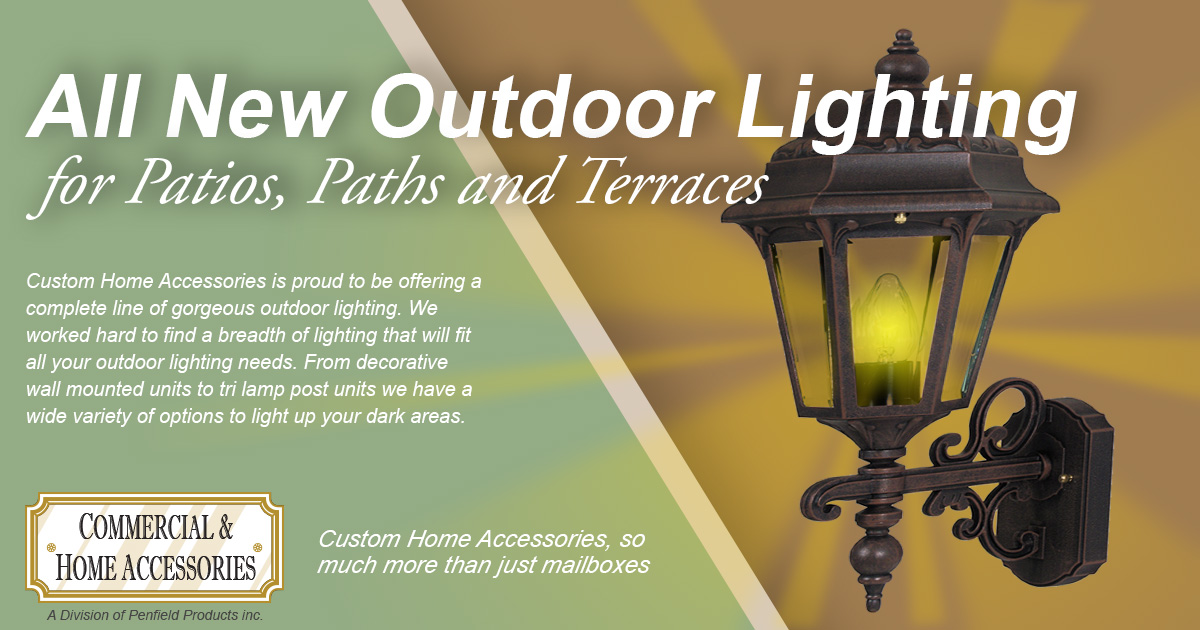 All New Outdoor Lighting
for Patios, Paths and Terraces
Custom Home Accessories is proud to be offering a
complete line of gorgeous outdoor lighting. We
worked hard to find a breadth of lighting that will fit
all your outdoor lighting needs. From decorative
wall mounted units to tri lamp post units we have a
wide variety of options to light up your dark areas.
COMMERCIAL &
HOME ACCESSORIES
A Division of Penfield Products inc.
Custom Home Accessories, so
much more than just mailboxes